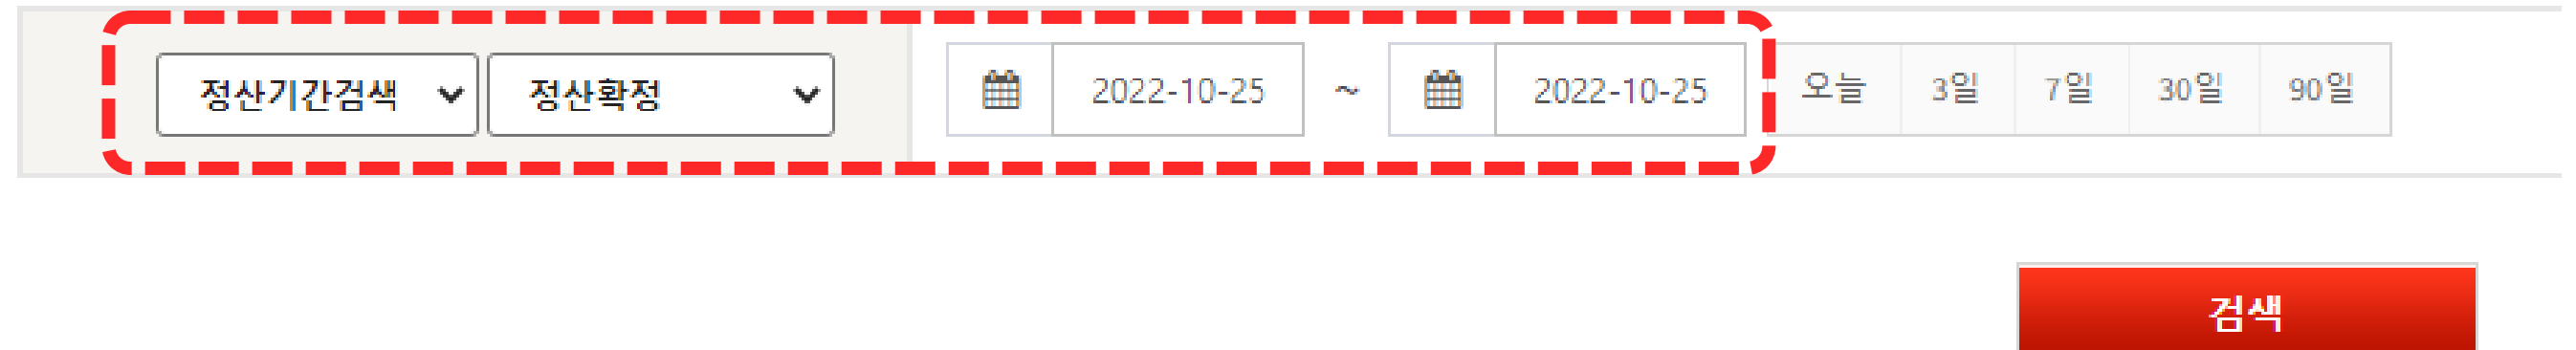 정산기간검색 정산확정 2022-10-25 ~ 2022-10-25 오늘 3일 7일 30일 90일
검색